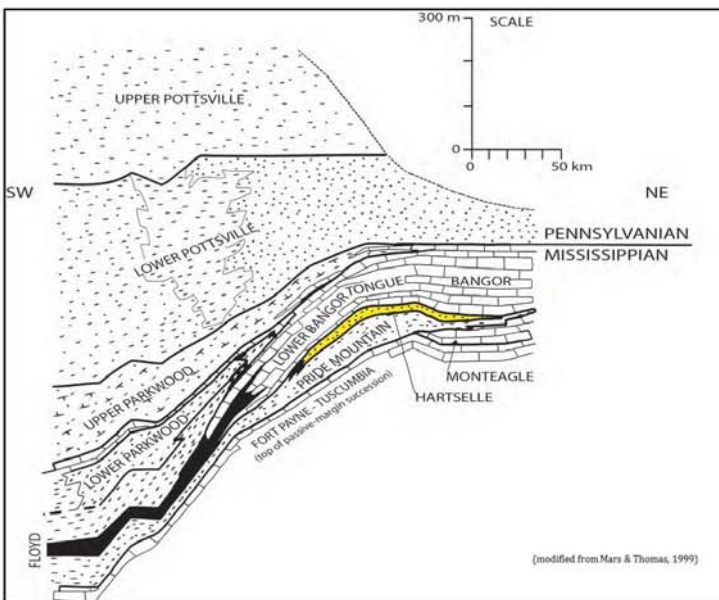 300 m
SCALE
0
0
50 km
UPPER POTTSVILLE
SW
NE
LOWER POTTSVILLE
PENNSYLVANIAN
MISSISSIPPIAN
BANGOR
LOWER BANGOR TONGUE
PRIDE MOUNTAIN
MONTEAGLE
HARTSELLE
FORT PAYNE - TUSCUMBIA
(top of passive-margin succession)
UPPER PARKWOOD
LOWER PARKWOOD
FLOYD
(modified from Mars & Thomas, 1999)